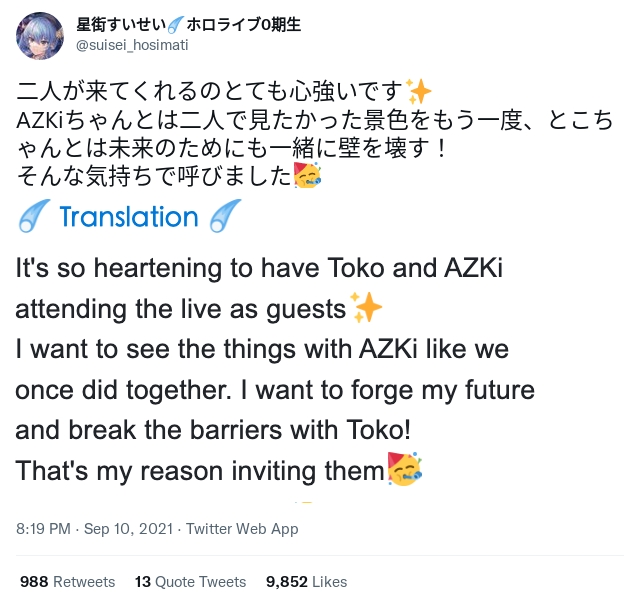 星街すいせい☄️ホロライブ0期生
@suisei_hosimati
二人が来てくれるのとても心強いです✨
AZKiちゃんとは二人で見たかった景色をもう一度、とこち
ゃんとは未来のためにも一緒に壁を壊す！
そんな気持ちで呼びました🥳
☄️ Translation ☄️
It's so heartening to have Toko and AZKi
attending the live as guests✨
I want to see the things with AZKi like we
once did together. I want to forge my future
and break the barriers with Toko!
That's my reason inviting them🥳
8:19 PM · Sep 10, 2021 · Twitter Web App
988 Retweets 13 Quote Tweets 9,852 Likes